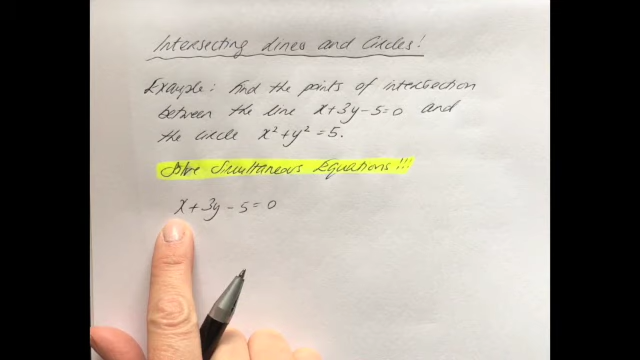 Intersecting Lines and Circles!
Example: Find the points of intersection
between the line x+3y-5=0 and
the circle x²+y²=5.
Solve Simultaneous Equations!!!
x+3y-5=0